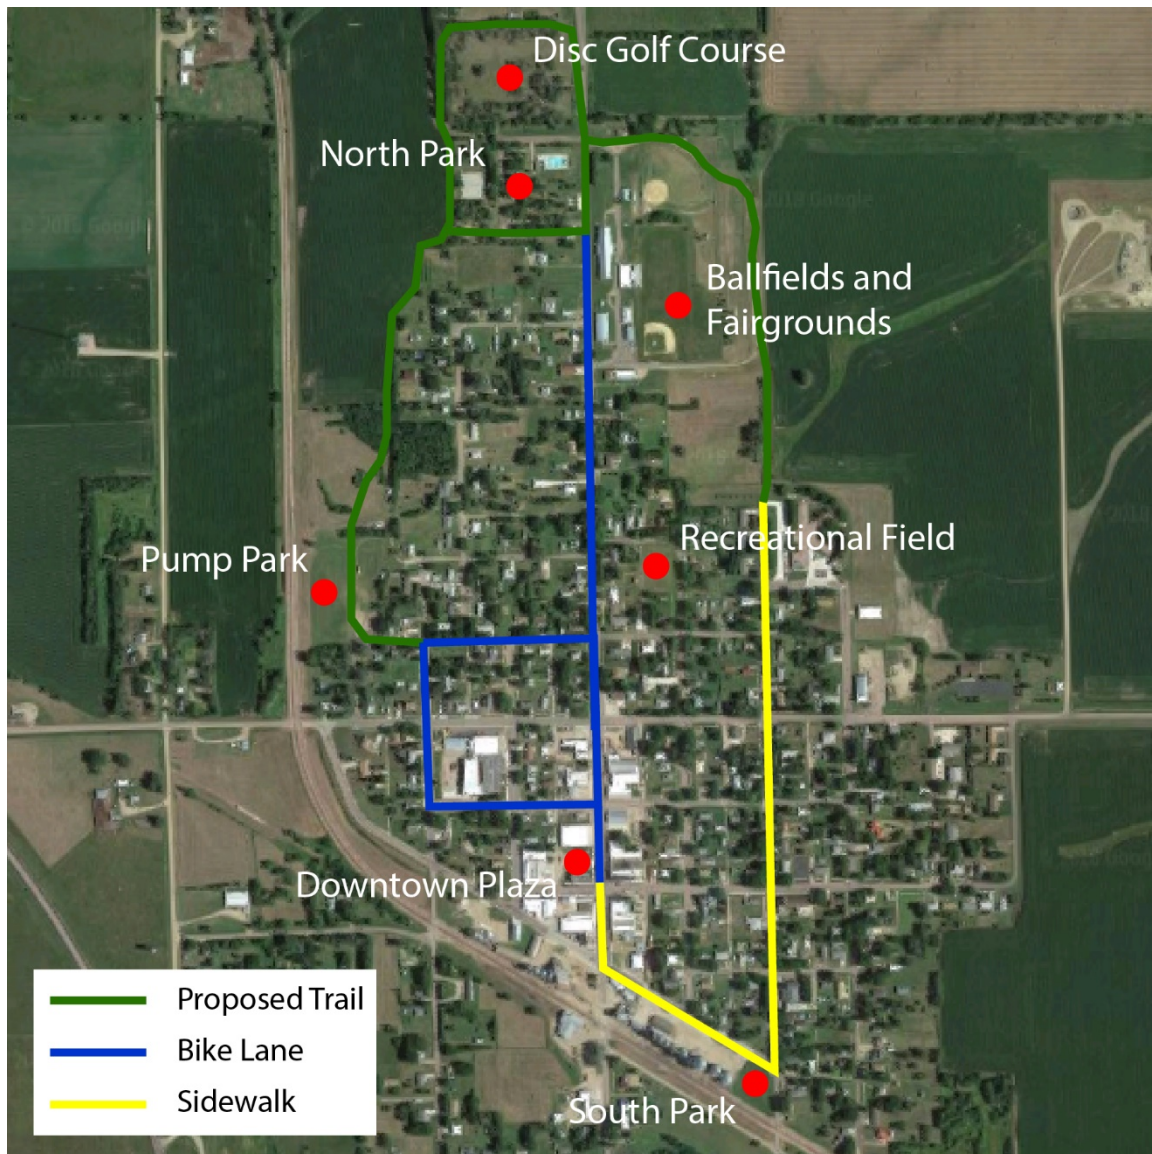 Disc Golf Course
North Park
Ballfields and
Fairgrounds
Recreational Field
Pump Park
Downtown Plaza
South Park
Proposed Trail
Bike Lane
Sidewalk